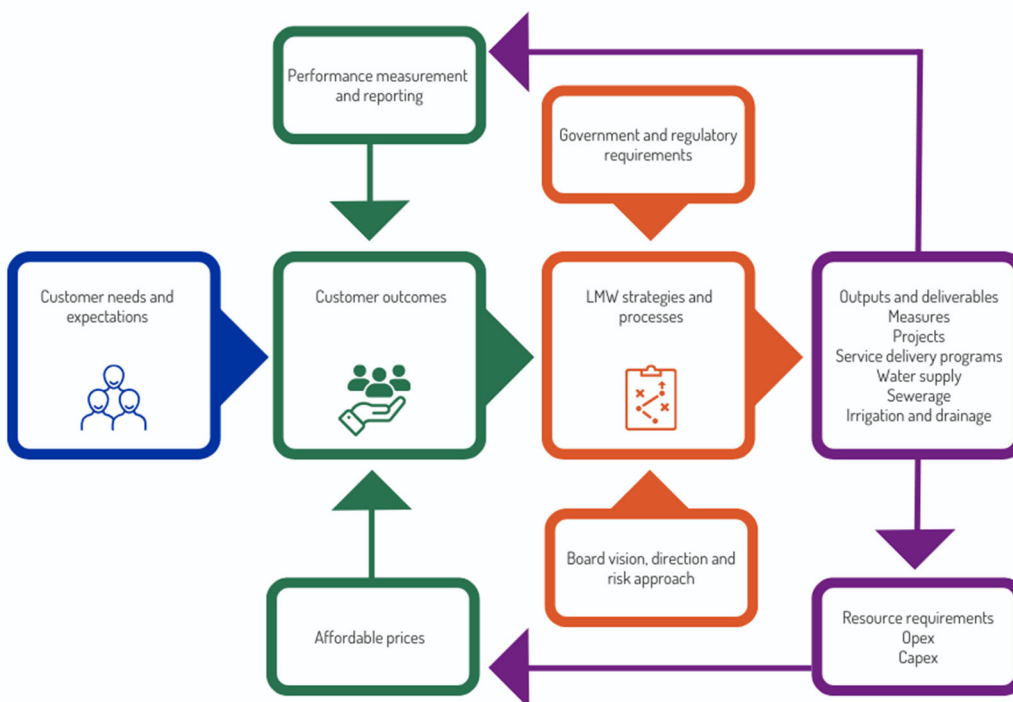 Performance measurement
and reporting
Government and regulatory
requirements
Customer needs and
expectations
Customer outcomes
LMW strategies and
processes
Outputs and deliverables
Measures
Projects
Service delivery programs
Water supply
Sewerage
Irrigation and drainage
Board vision, direction and
risk approach
Affordable prices
Resource requirements
Opex
Capex